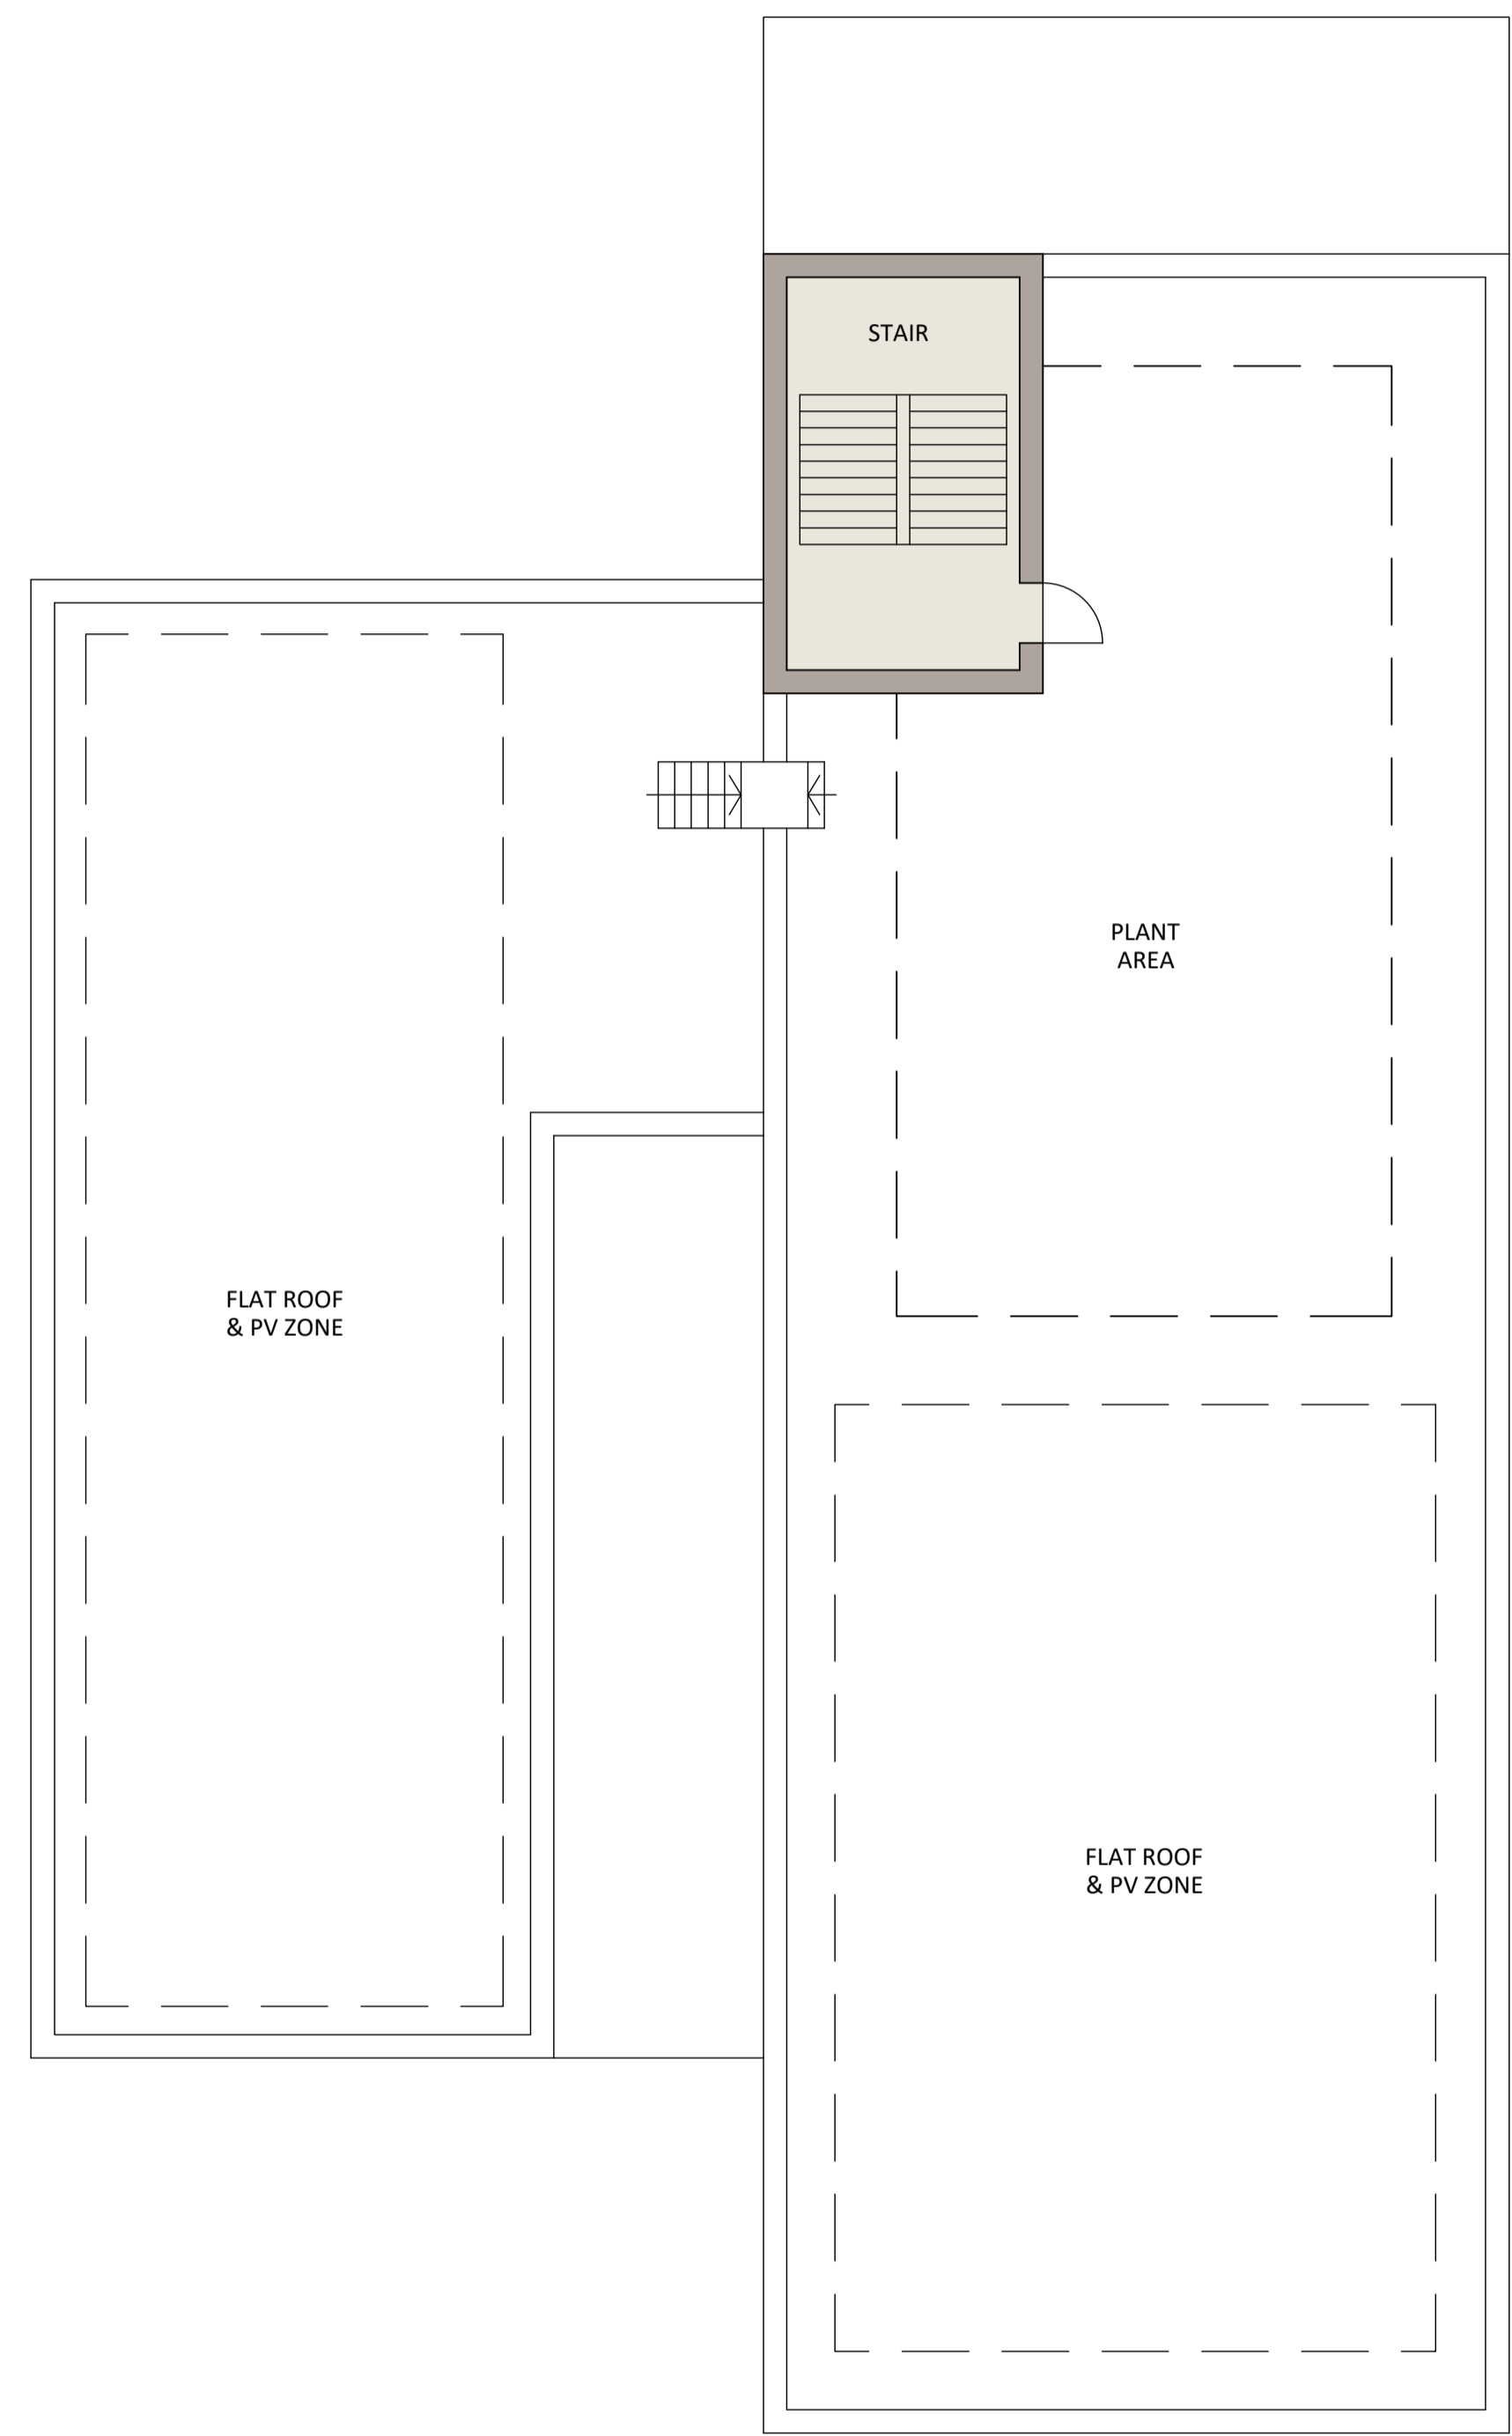 STAIR
PLANT
AREA
FLAT ROOF
& PV ZONE
FLAT ROOF
& PV ZONE